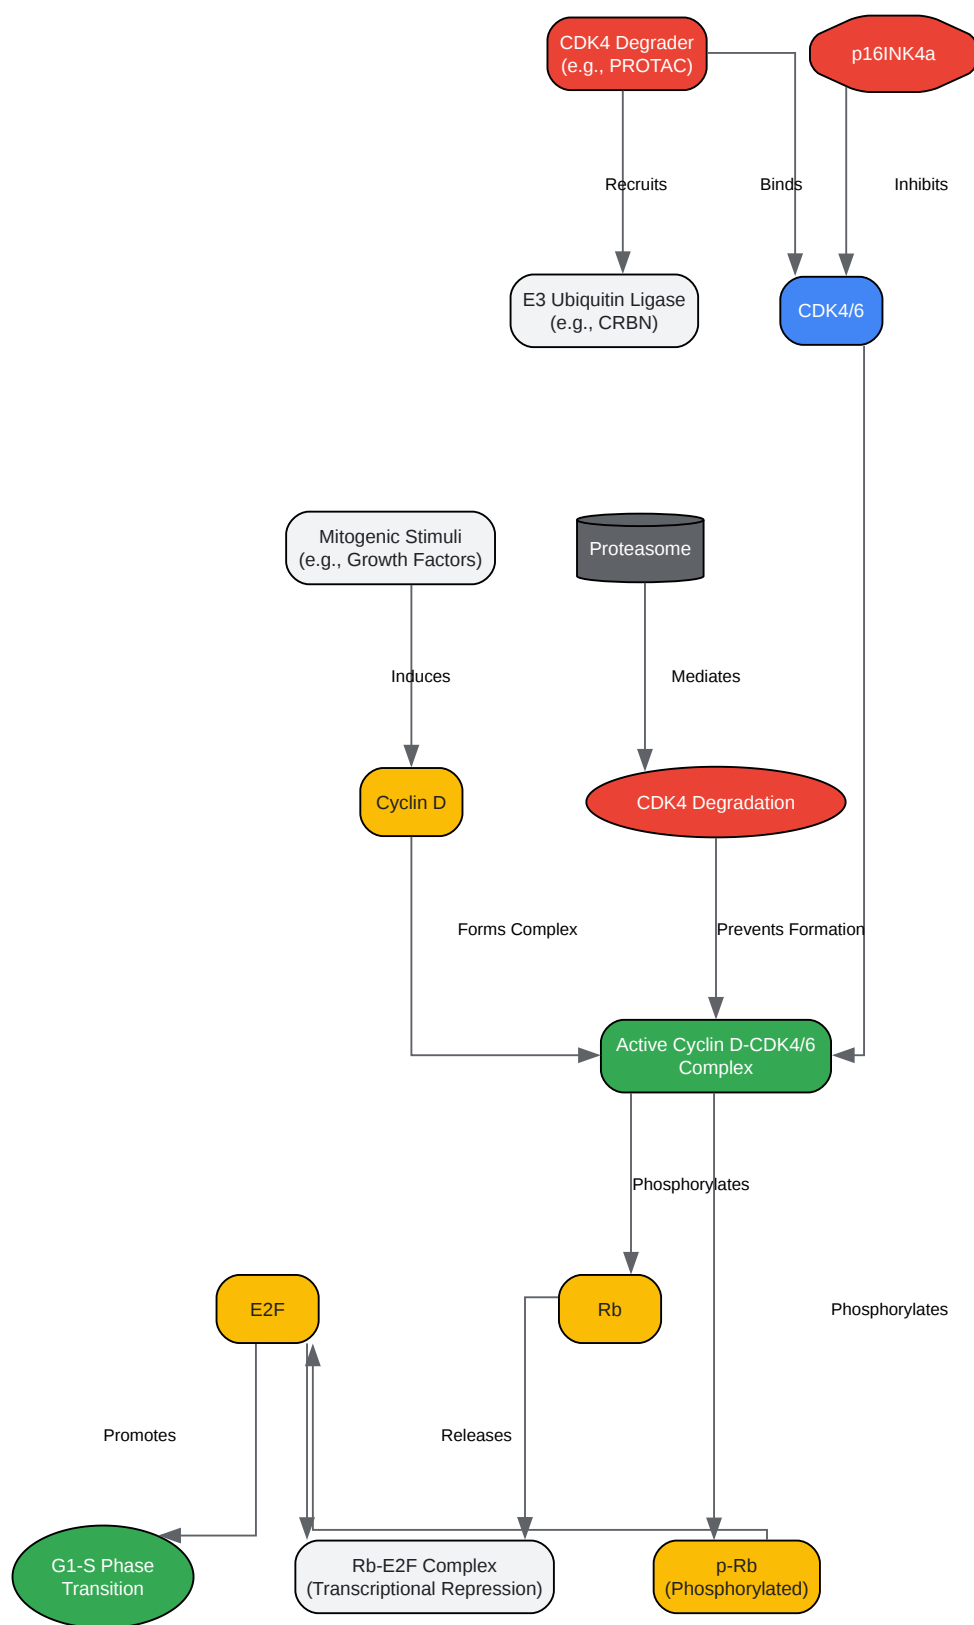 CDK4 Degrader
(e.g., PROTAC)
p16INK4a
Recruits
Binds
Inhibits
E3 Ubiquitin Ligase
(e.g., CRBN)
CDK4/6
Mitogenic Stimuli
(e.g., Growth Factors)
Proteasome
Induces
Mediates
Cyclin D
CDK4 Degradation
Forms Complex
Prevents Formation
Active Cyclin D-CDK4/6
Complex
Phosphorylates
E2F
Rb
Phosphorylates
Promotes
Releases
G1-S Phase
Transition
Rb-E2F Complex
(Transcriptional Repression)
p-Rb
(Phosphorylated)